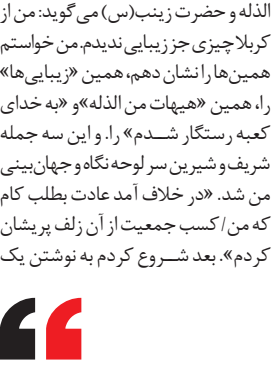 الذله و حضرت زینب(س) می‌گوید: من از
کربلا چیزی جز زیبایی ندیدم. من خواستم
همین‌ها را نشان دهم، همین «زیبایی‌ها»
را، همین «هیهات من الذله»و «به خدای
کعبه رستگار شــدم» را. و این سه جمله
شریف و شیرین سر لوحه نگاه و جهان‌بینی
من شد. «در خلاف آمد عادت بطلب کام
که من/ کسب جمعیت از آن زلف پریشان
کردم». بعد شــروع کردم به نوشتن یک